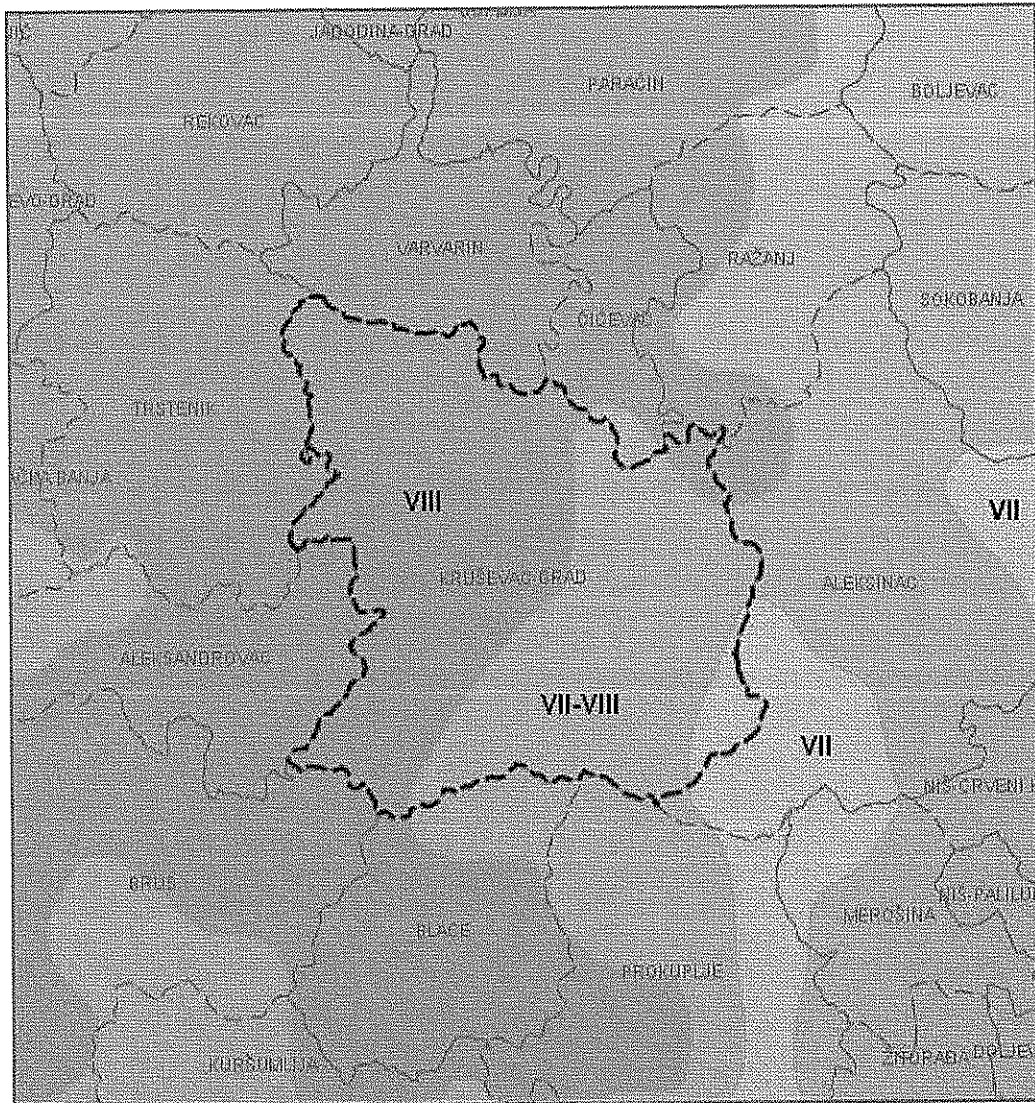 JAGODINA-GRAD
PARAĆIN
BOLJEVAC
REKOVAC
VARVARIN
RAŽANJ
SOKOBANJA
ĆIĆEVAC
TRSTENIK
BANJA
VIII
VII
KRUŠEVAC-GRAD
ALEKSINAC
ALEKSANDROVAC
VII-VIII
VII
BRUS
BLACE
PROKUPLJE
MEROŠINA
KURŠUMLIJA